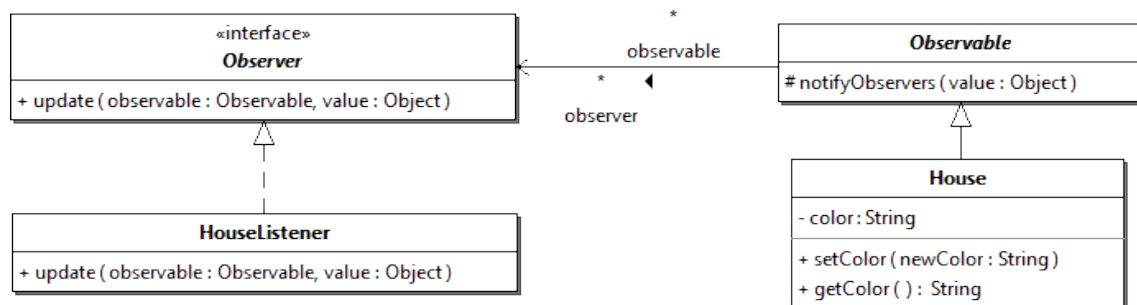 «interface»
Observer
+ update ( observable : Observable, value : Object )
*
observable
*
observer
Observable
# notifyObservers ( value : Object )
HouseListener
+ update ( observable : Observable, value : Object )
House
- color : String
+ setColor ( newColor : String )
+ getColor ( ) : String